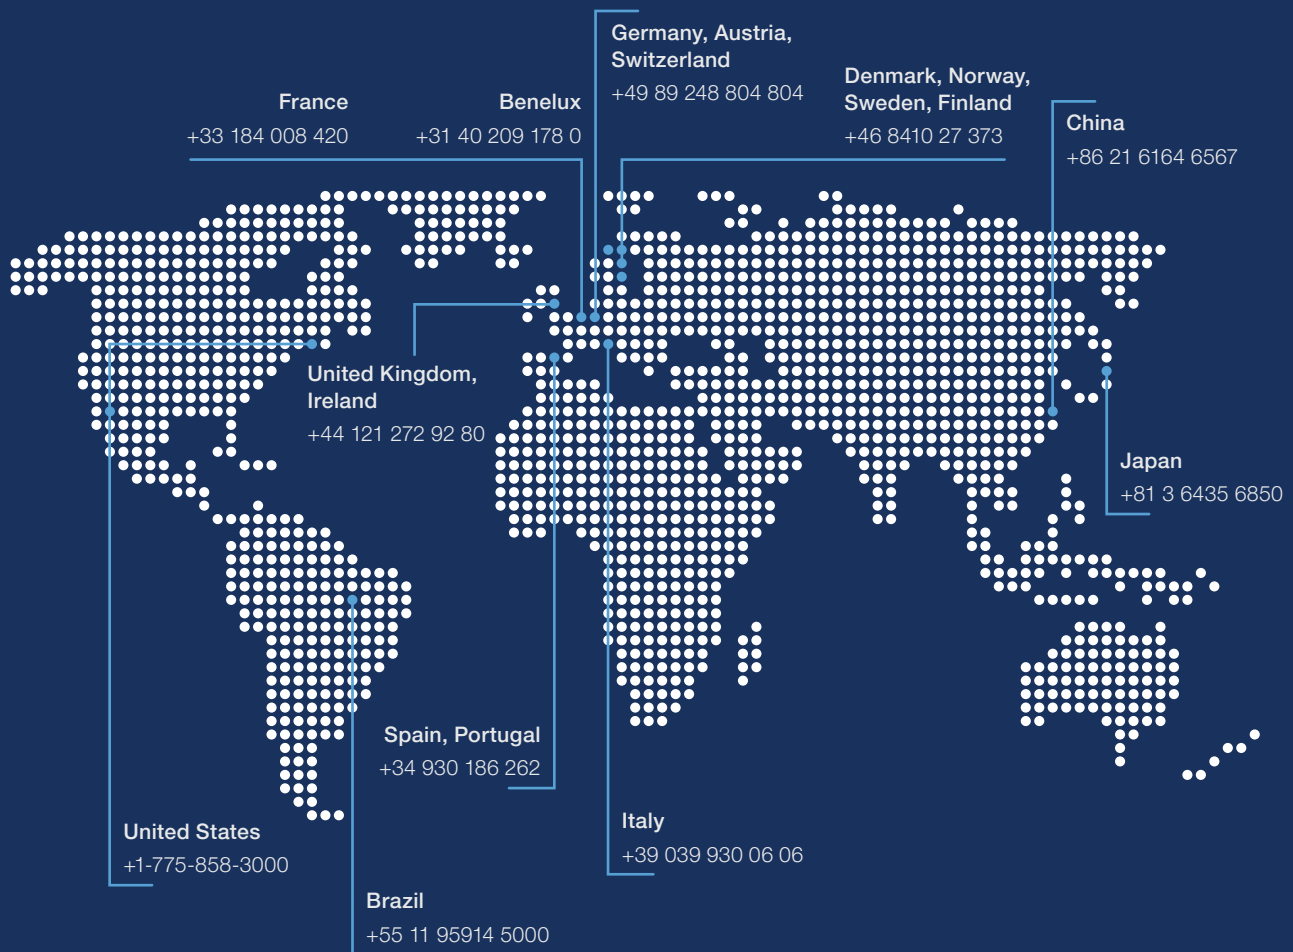 Germany, Austria,
Switzerland
+49 89 248 804 804
Denmark, Norway,
Sweden, Finland
+46 8410 27 373
France
+33 184 008 420
Benelux
+31 40 209 178 0
China
+86 21 6164 6567
United Kingdom,
Ireland
+44 121 272 92 80
Japan
+81 3 6435 6850
Spain, Portugal
+34 930 186 262
United States
+1-775-858-3000
Italy
+39 039 930 06 06
Brazil
+55 11 95914 5000